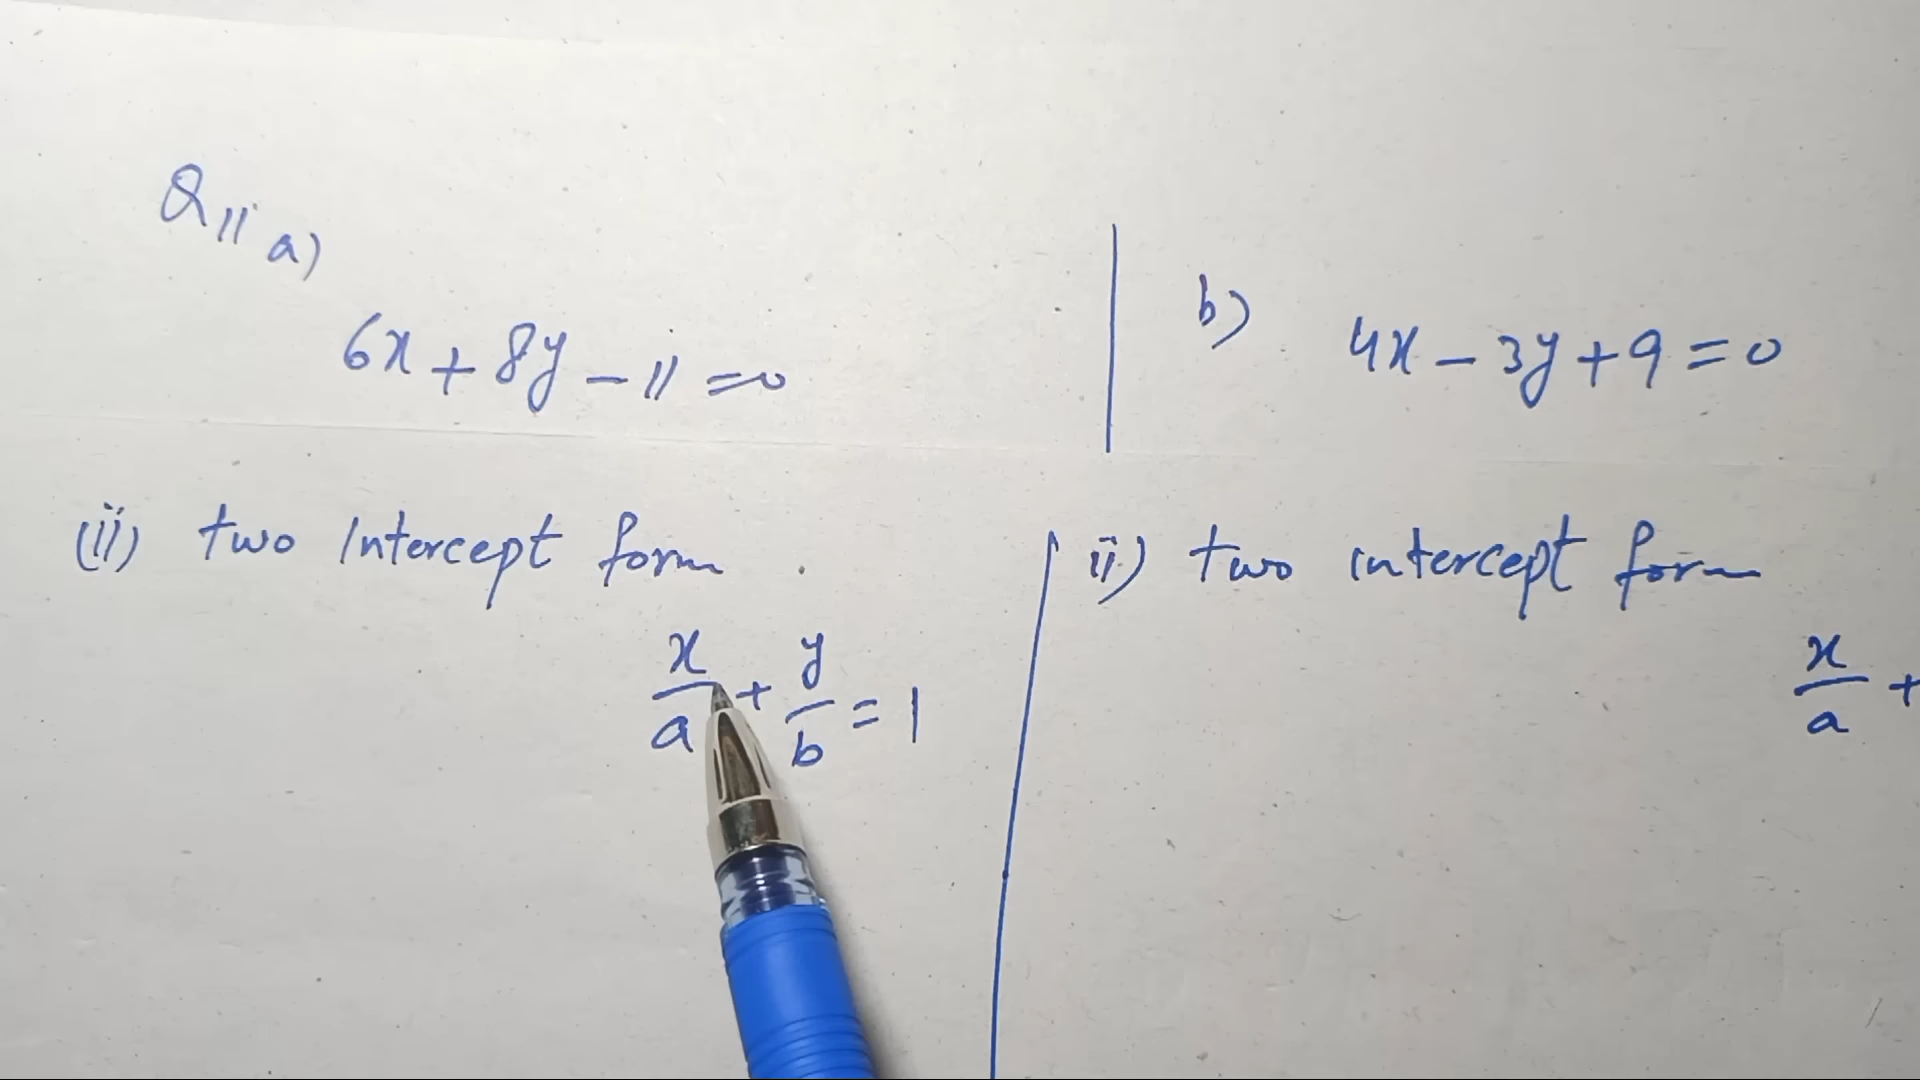 Q11 a)
6x + 8y - 11 = 0
b) 4x - 3y + 9 = 0
(ii) two Intercept form.
x/a + y/b = 1
ii) two intercept form
x/a +